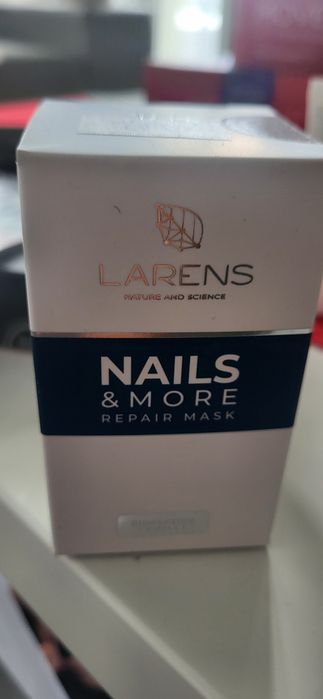 LARENS
NATURE AND SCIENCE
NAILS
& MORE
REPAIR MASK